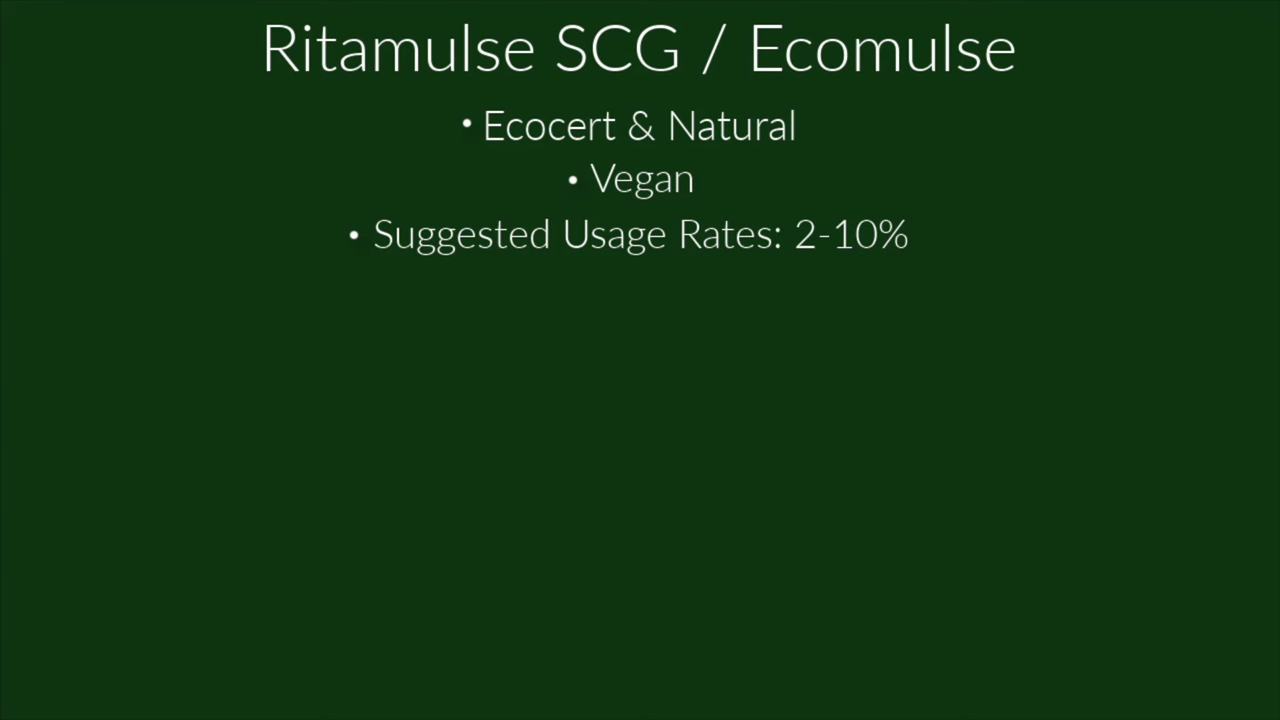 Ritamulse SCG / Ecomulse
• Ecocert & Natural
• Vegan
• Suggested Usage Rates: 2-10%